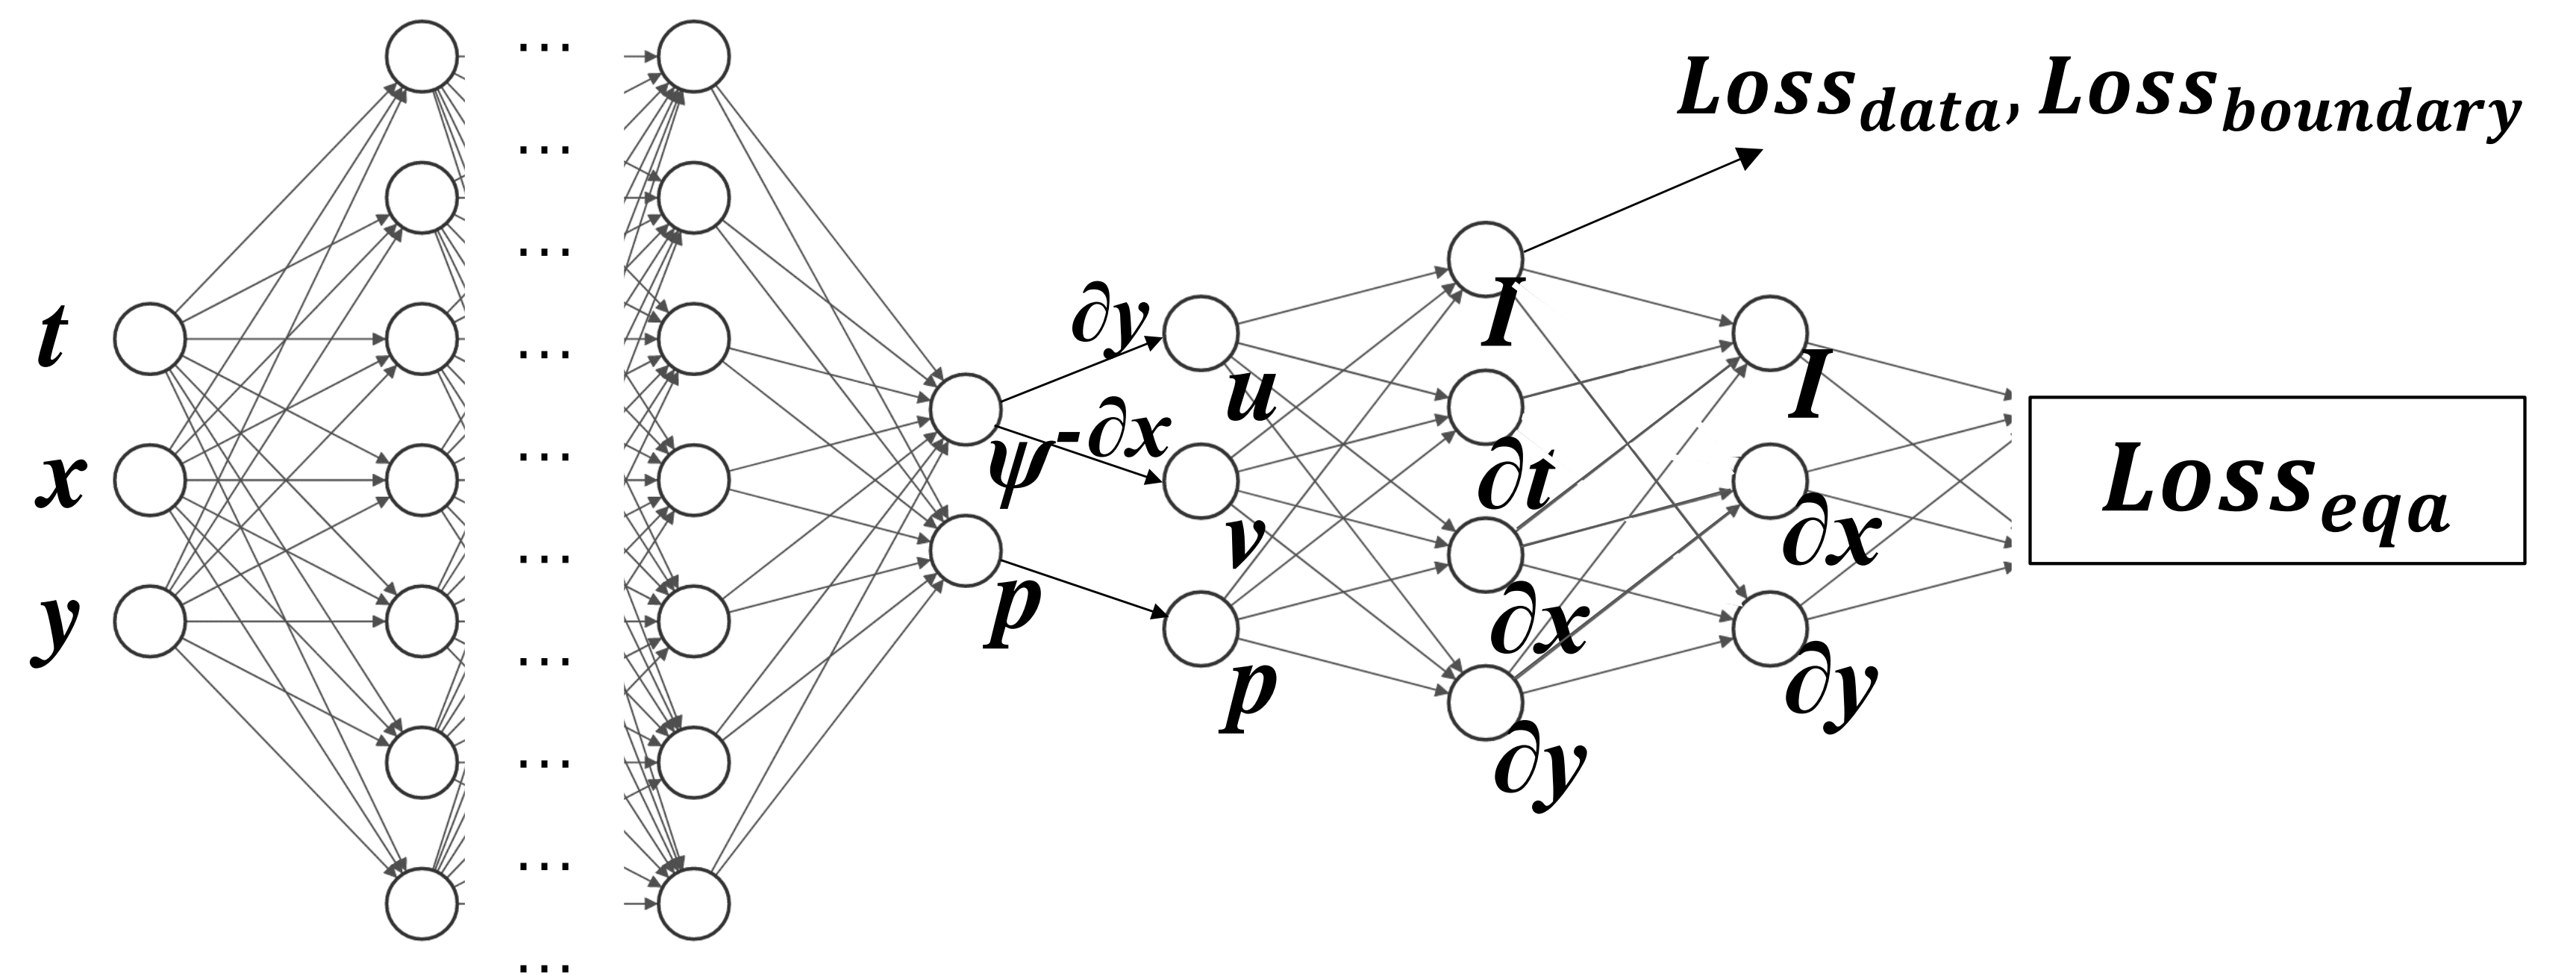 ...
Loss_data, Loss_boundary
...
...
t
...
x
...
y
...
...
...
...
...
ψ
p
∂y
-∂x
u
v
p
I
∂t
∂x
∂y
I
∂x
∂y
Loss_eqa